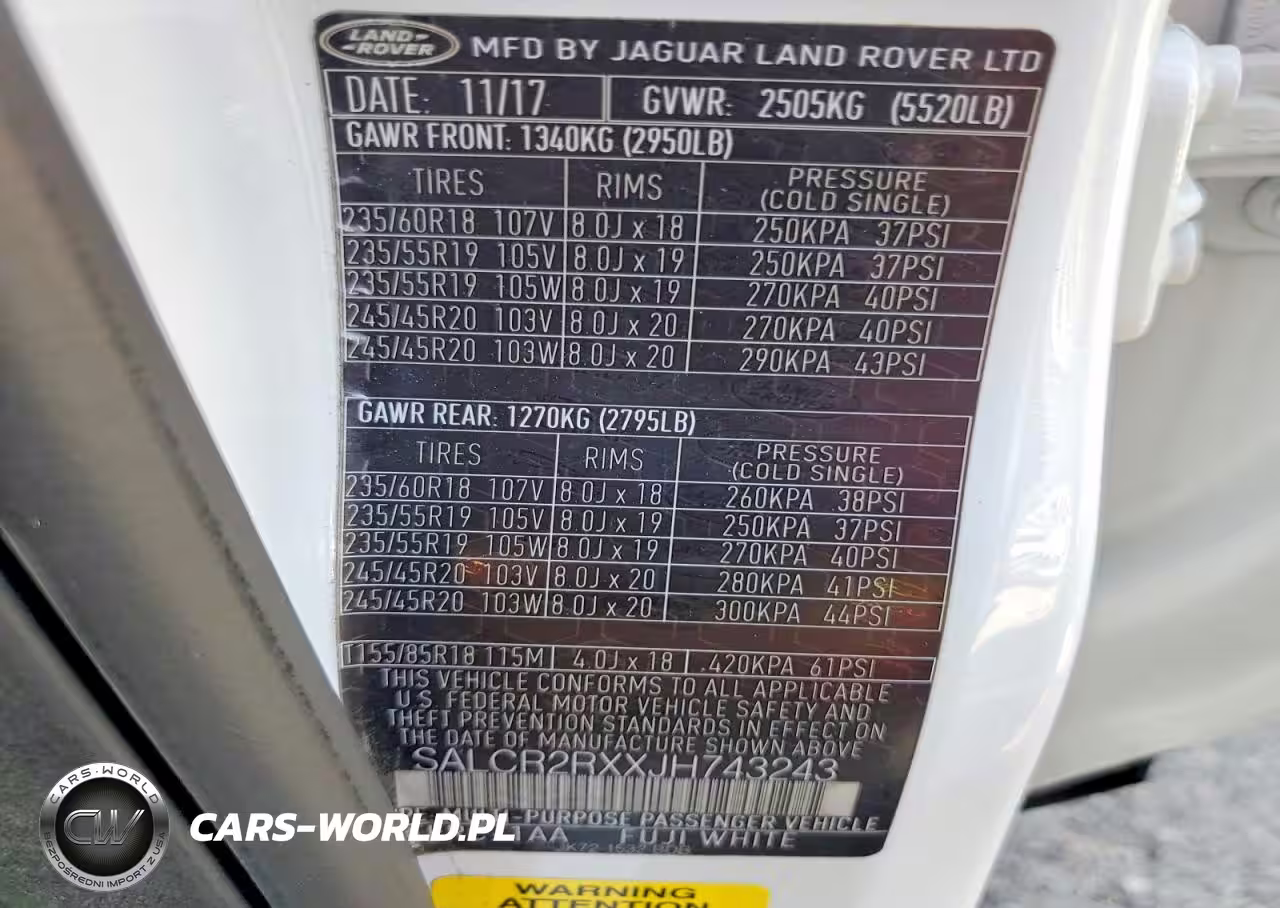 LAND ROVER MFD BY JAGUAR LAND ROVER LTD
DATE: 11/17 GVWR: 2505KG (5520LB)
GAWR FRONT: 1340KG (2950LB)
TIRES RIMS PRESSURE (COLD SINGLE)
235/60R18 107V 8.0J x 18 250KPA 37PSI
235/55R19 105V 8.0J x 19 250KPA 37PSI
235/55R19 105W 8.0J x 19 270KPA 40PSI
245/45R20 103V 8.0J x 20 270KPA 40PSI
245/45R20 103W 8.0J x 20 290KPA 43PSI
GAWR REAR: 1270KG (2795LB)
TIRES RIMS PRESSURE (COLD SINGLE)
235/60R18 107V 8.0J x 18 260KPA 38PSI
235/55R19 105V 8.0J x 19 250KPA 37PSI
235/55R19 105W 8.0J x 19 270KPA 40PSI
245/45R20 103V 8.0J x 20 280KPA 41PSI
245/45R20 103W 8.0J x 20 300KPA 44PSI
T155/85R18 115M 4.0J x 18 420KPA 61PSI
THIS VEHICLE CONFORMS TO ALL APPLICABLE
U.S. FEDERAL MOTOR VEHICLE SAFETY AND
THEFT PREVENTION STANDARDS IN EFFECT ON
THE DATE OF MANUFACTURE SHOWN ABOVE
SALCR2RXXJH743243
-PURPOSE PASSENGER VEHICLE
1AA FUJI WHITE
WARNING
ATTENTION
CARS-WORLD
CW
BEZPOŚREDNI IMPORT Z USA
CARS-WORLD.PL